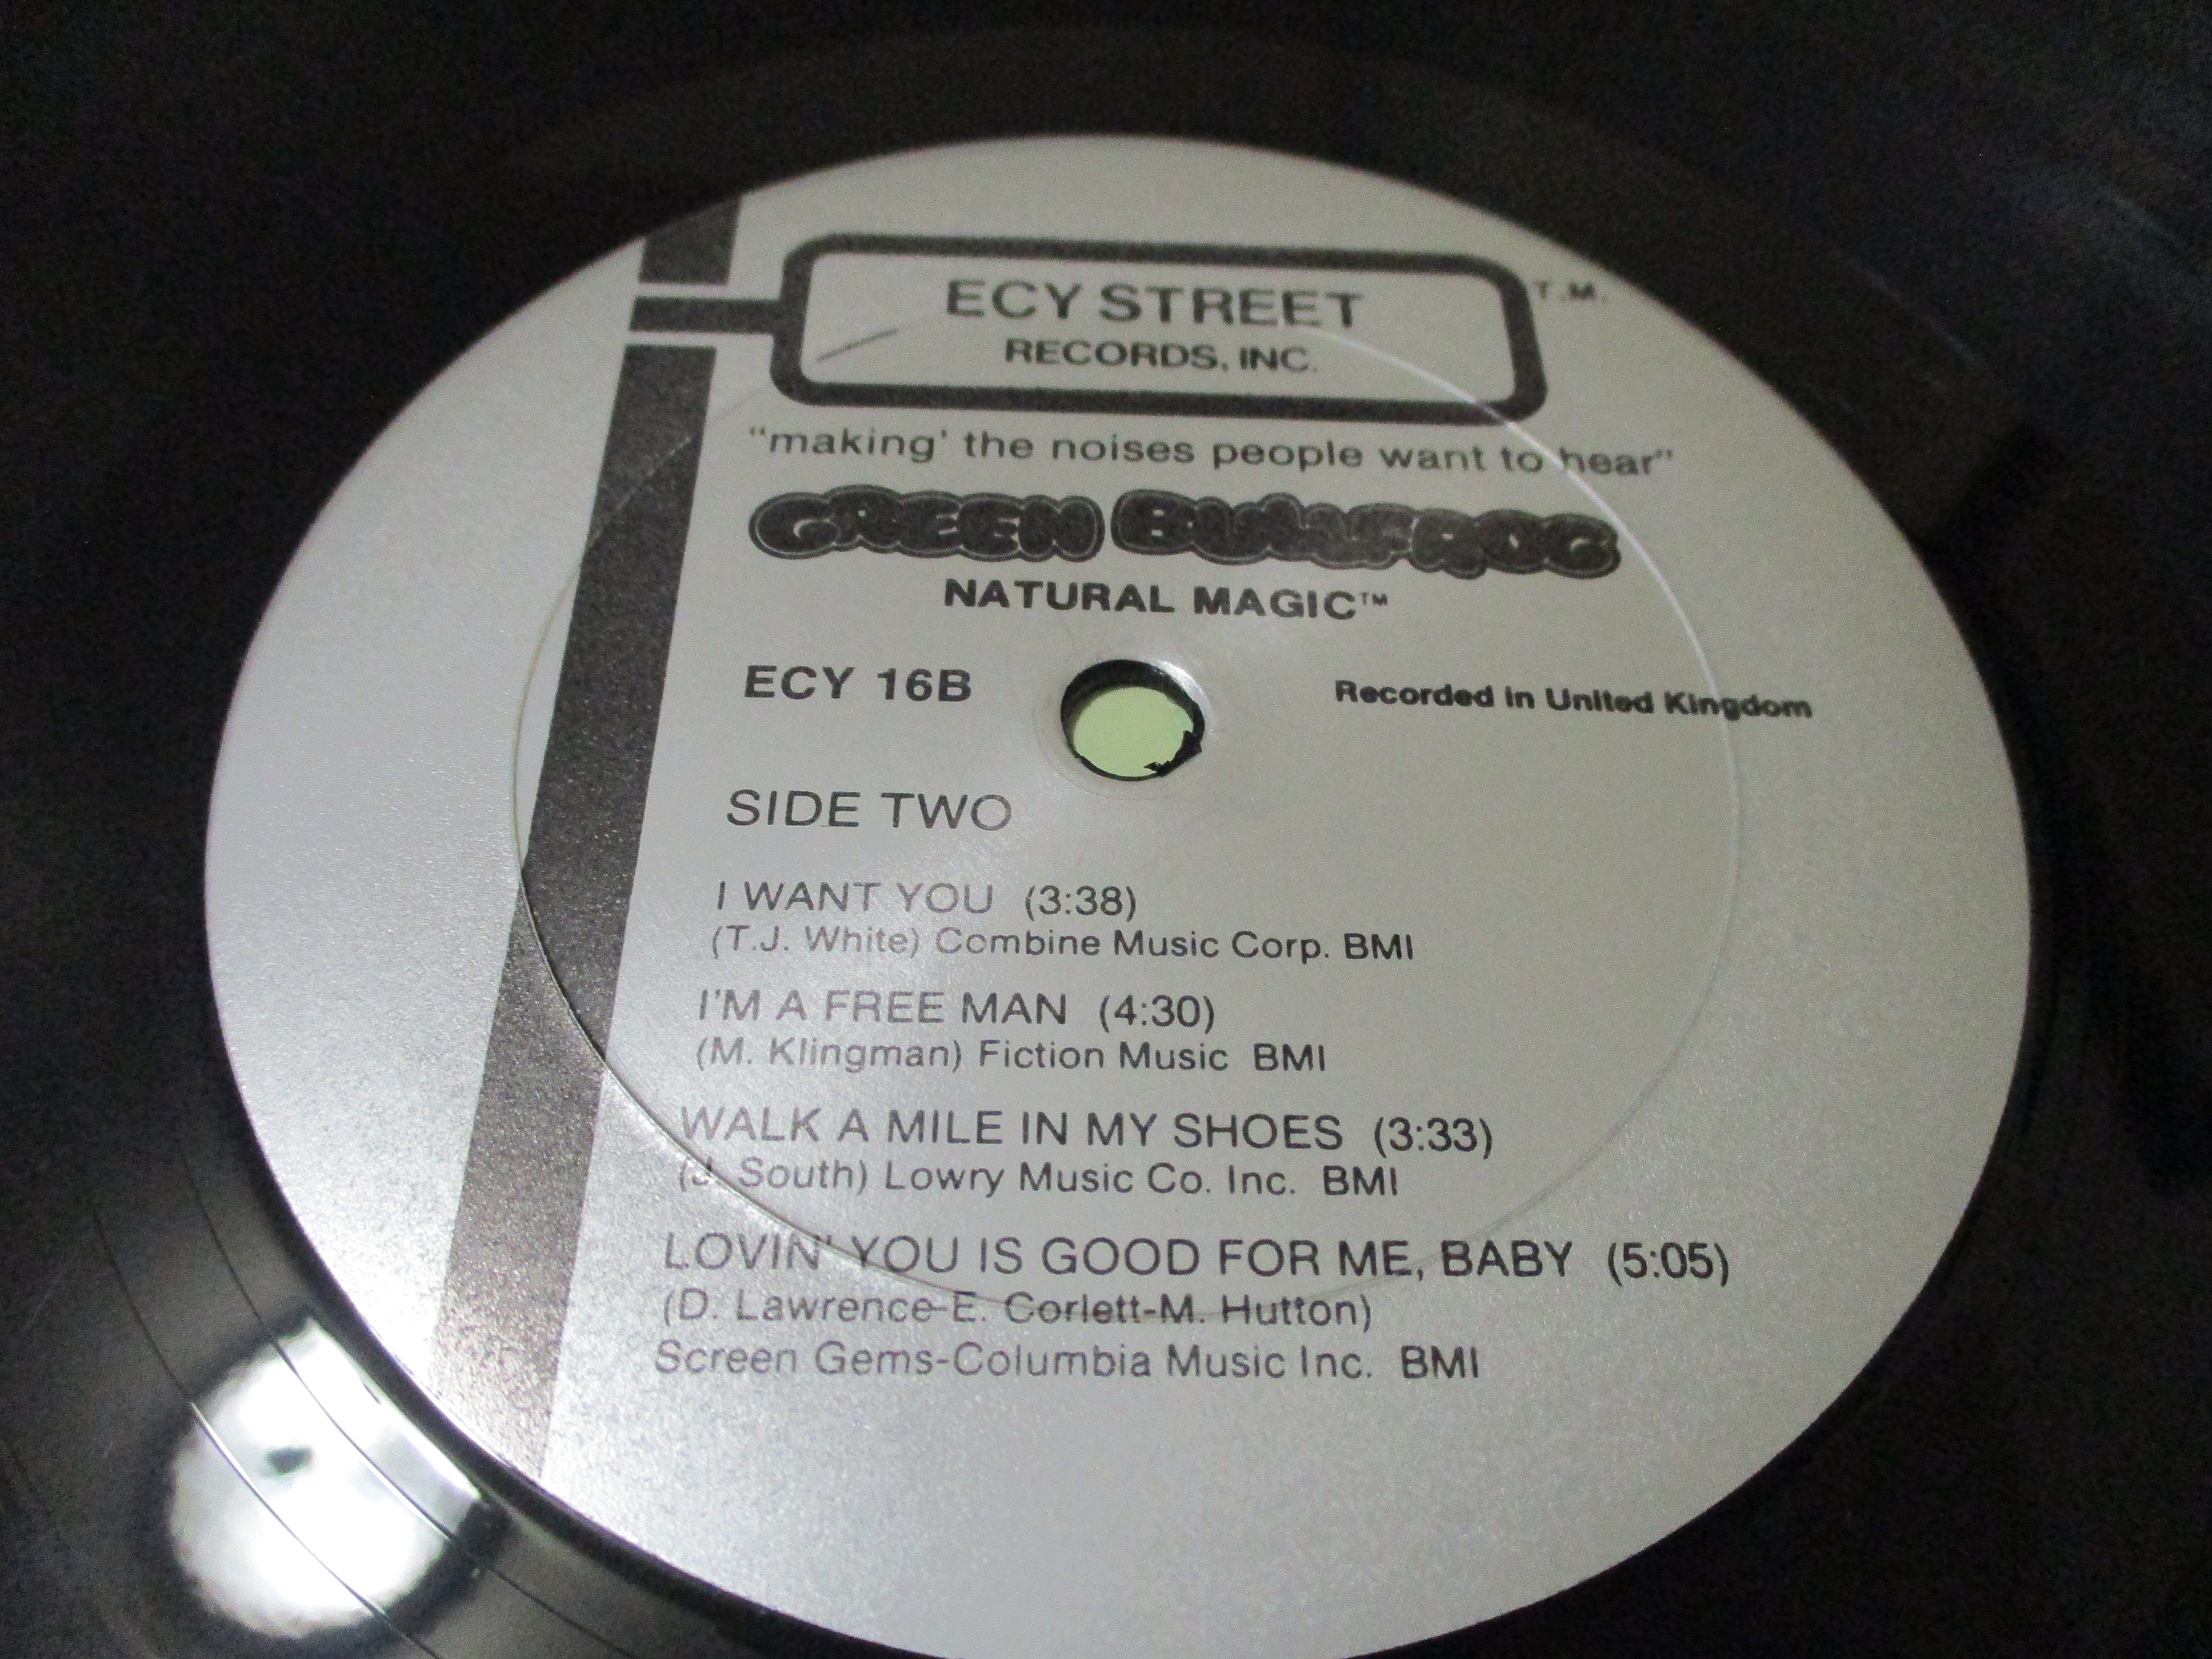 ECY STREET T.M.
RECORDS, INC.
"making' the noises people want to hear"
GREEN BULLFROG
NATURAL MAGIC™
ECY 16B
Recorded in United Kingdom
SIDE TWO
I WANT YOU (3:38)
(T.J. White) Combine Music Corp. BMI
I'M A FREE MAN (4:30)
(M. Klingman) Fiction Music BMI
WALK A MILE IN MY SHOES (3:33)
(J. South) Lowry Music Co. Inc. BMI
LOVIN' YOU IS GOOD FOR ME, BABY (5:05)
(D. Lawrence-E. Corlett-M. Hutton)
Screen Gems-Columbia Music Inc. BMI